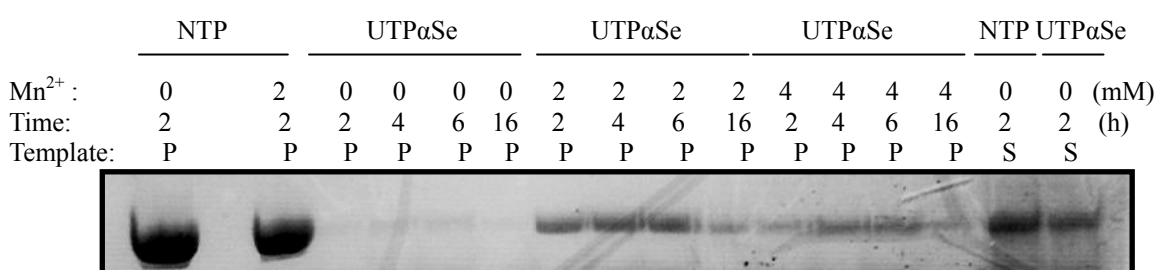 NTP UTPαSe UTPαSe UTPαSe NTP UTPαSe
Mn2+ : 0 2 0 0 0 0 2 2 2 2 4 4 4 4 0 0 (mM)
Time: 2 2 2 4 6 16 2 4 6 16 2 4 6 16 2 2 (h)
Template: P P P P P P P P P P P P P P S S